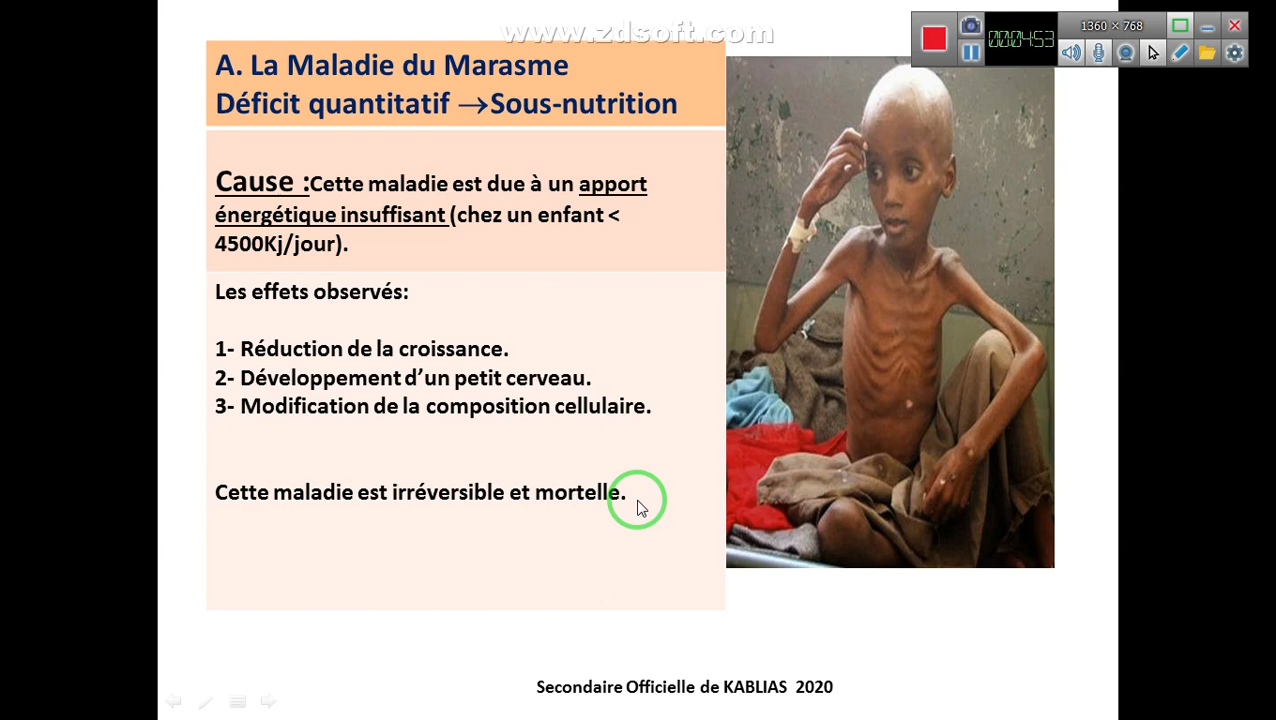 www.zdsoft.com
1360 × 768
00:04:53
A. La Maladie du Marasme
Déficit quantitatif →Sous-nutrition
Cause :Cette maladie est due à un apport
énergétique insuffisant (chez un enfant <
4500Kj/jour).
Les effets observés:
1- Réduction de la croissance.
2- Développement d’un petit cerveau.
3- Modification de la composition cellulaire.
Cette maladie est irréversible et mortelle.
Secondaire Officielle de KABLIAS 2020